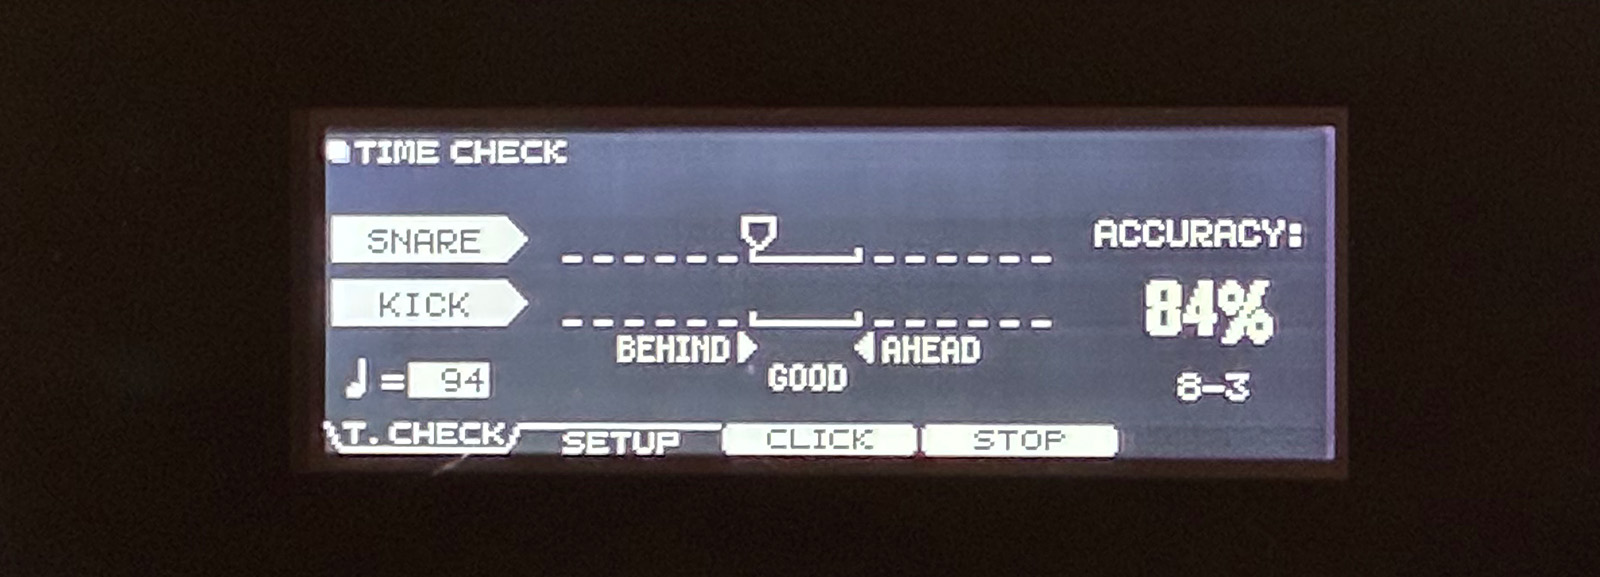 TIME CHECK
SNARE
ACCURACY:
KICK
84%
BEHIND AHEAD
GOOD
♩= 94
8-3
T.CHECK SETUP CLICK STOP